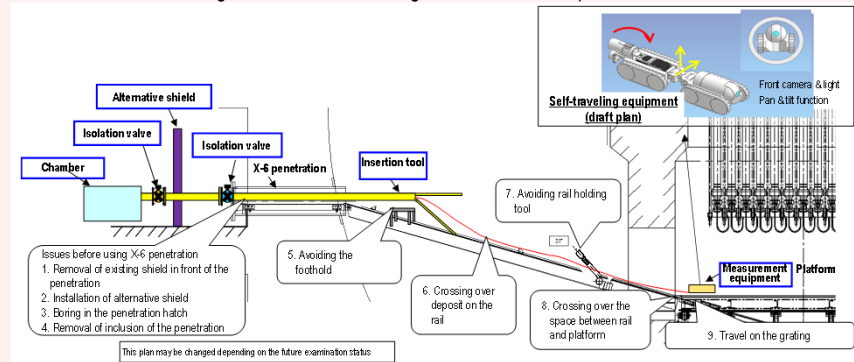 Front camera & light
Pan & tilt function
Self-traveling equipment
(draft plan)
Alternative shield
Isolation valve
Isolation valve
Chamber
X-6 penetration
Insertion tool
7. Avoiding rail holding
tool
Issues before using X-6 penetration
1. Removal of existing shield in front of the
penetration
2. Installation of alternative shield
3. Boring in the penetration hatch
4. Removal of inclusion of the penetration
5. Avoiding the
foothold
6. Crossing over
deposit on the
rail
Measurement
equipment
Platform
8. Crossing over the
space between rail
and platform
9. Travel on the grating
This plan may be changed depending on the future examination status